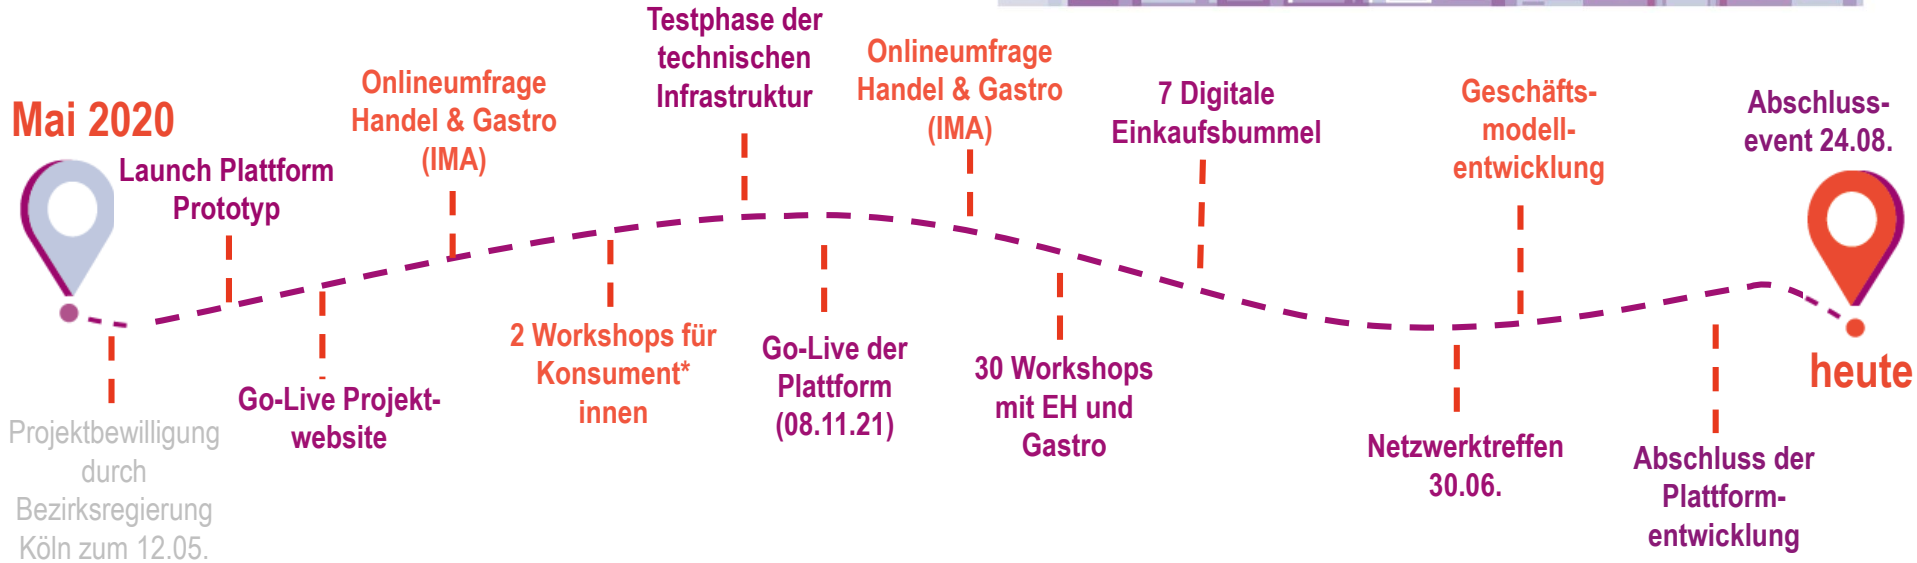 Mai 2020
Projektbewilligung
durch
Bezirksregierung
Köln zum 12.05.
Launch Plattform
Prototyp
Go-Live Projekt-
website
Onlineumfrage
Handel & Gastro
(IMA)
2 Workshops für
Konsument*
innen
Testphase der
technischen
Infrastruktur
Go-Live der
Plattform
(08.11.21)
Onlineumfrage
Handel & Gastro
(IMA)
30 Workshops
mit EH und
Gastro
7 Digitale
Einkaufsbummel
Netzwerktreffen
30.06.
Geschäfts-
modell-
entwicklung
Abschluss der
Plattform-
entwicklung
Abschluss-
event 24.08.
heute